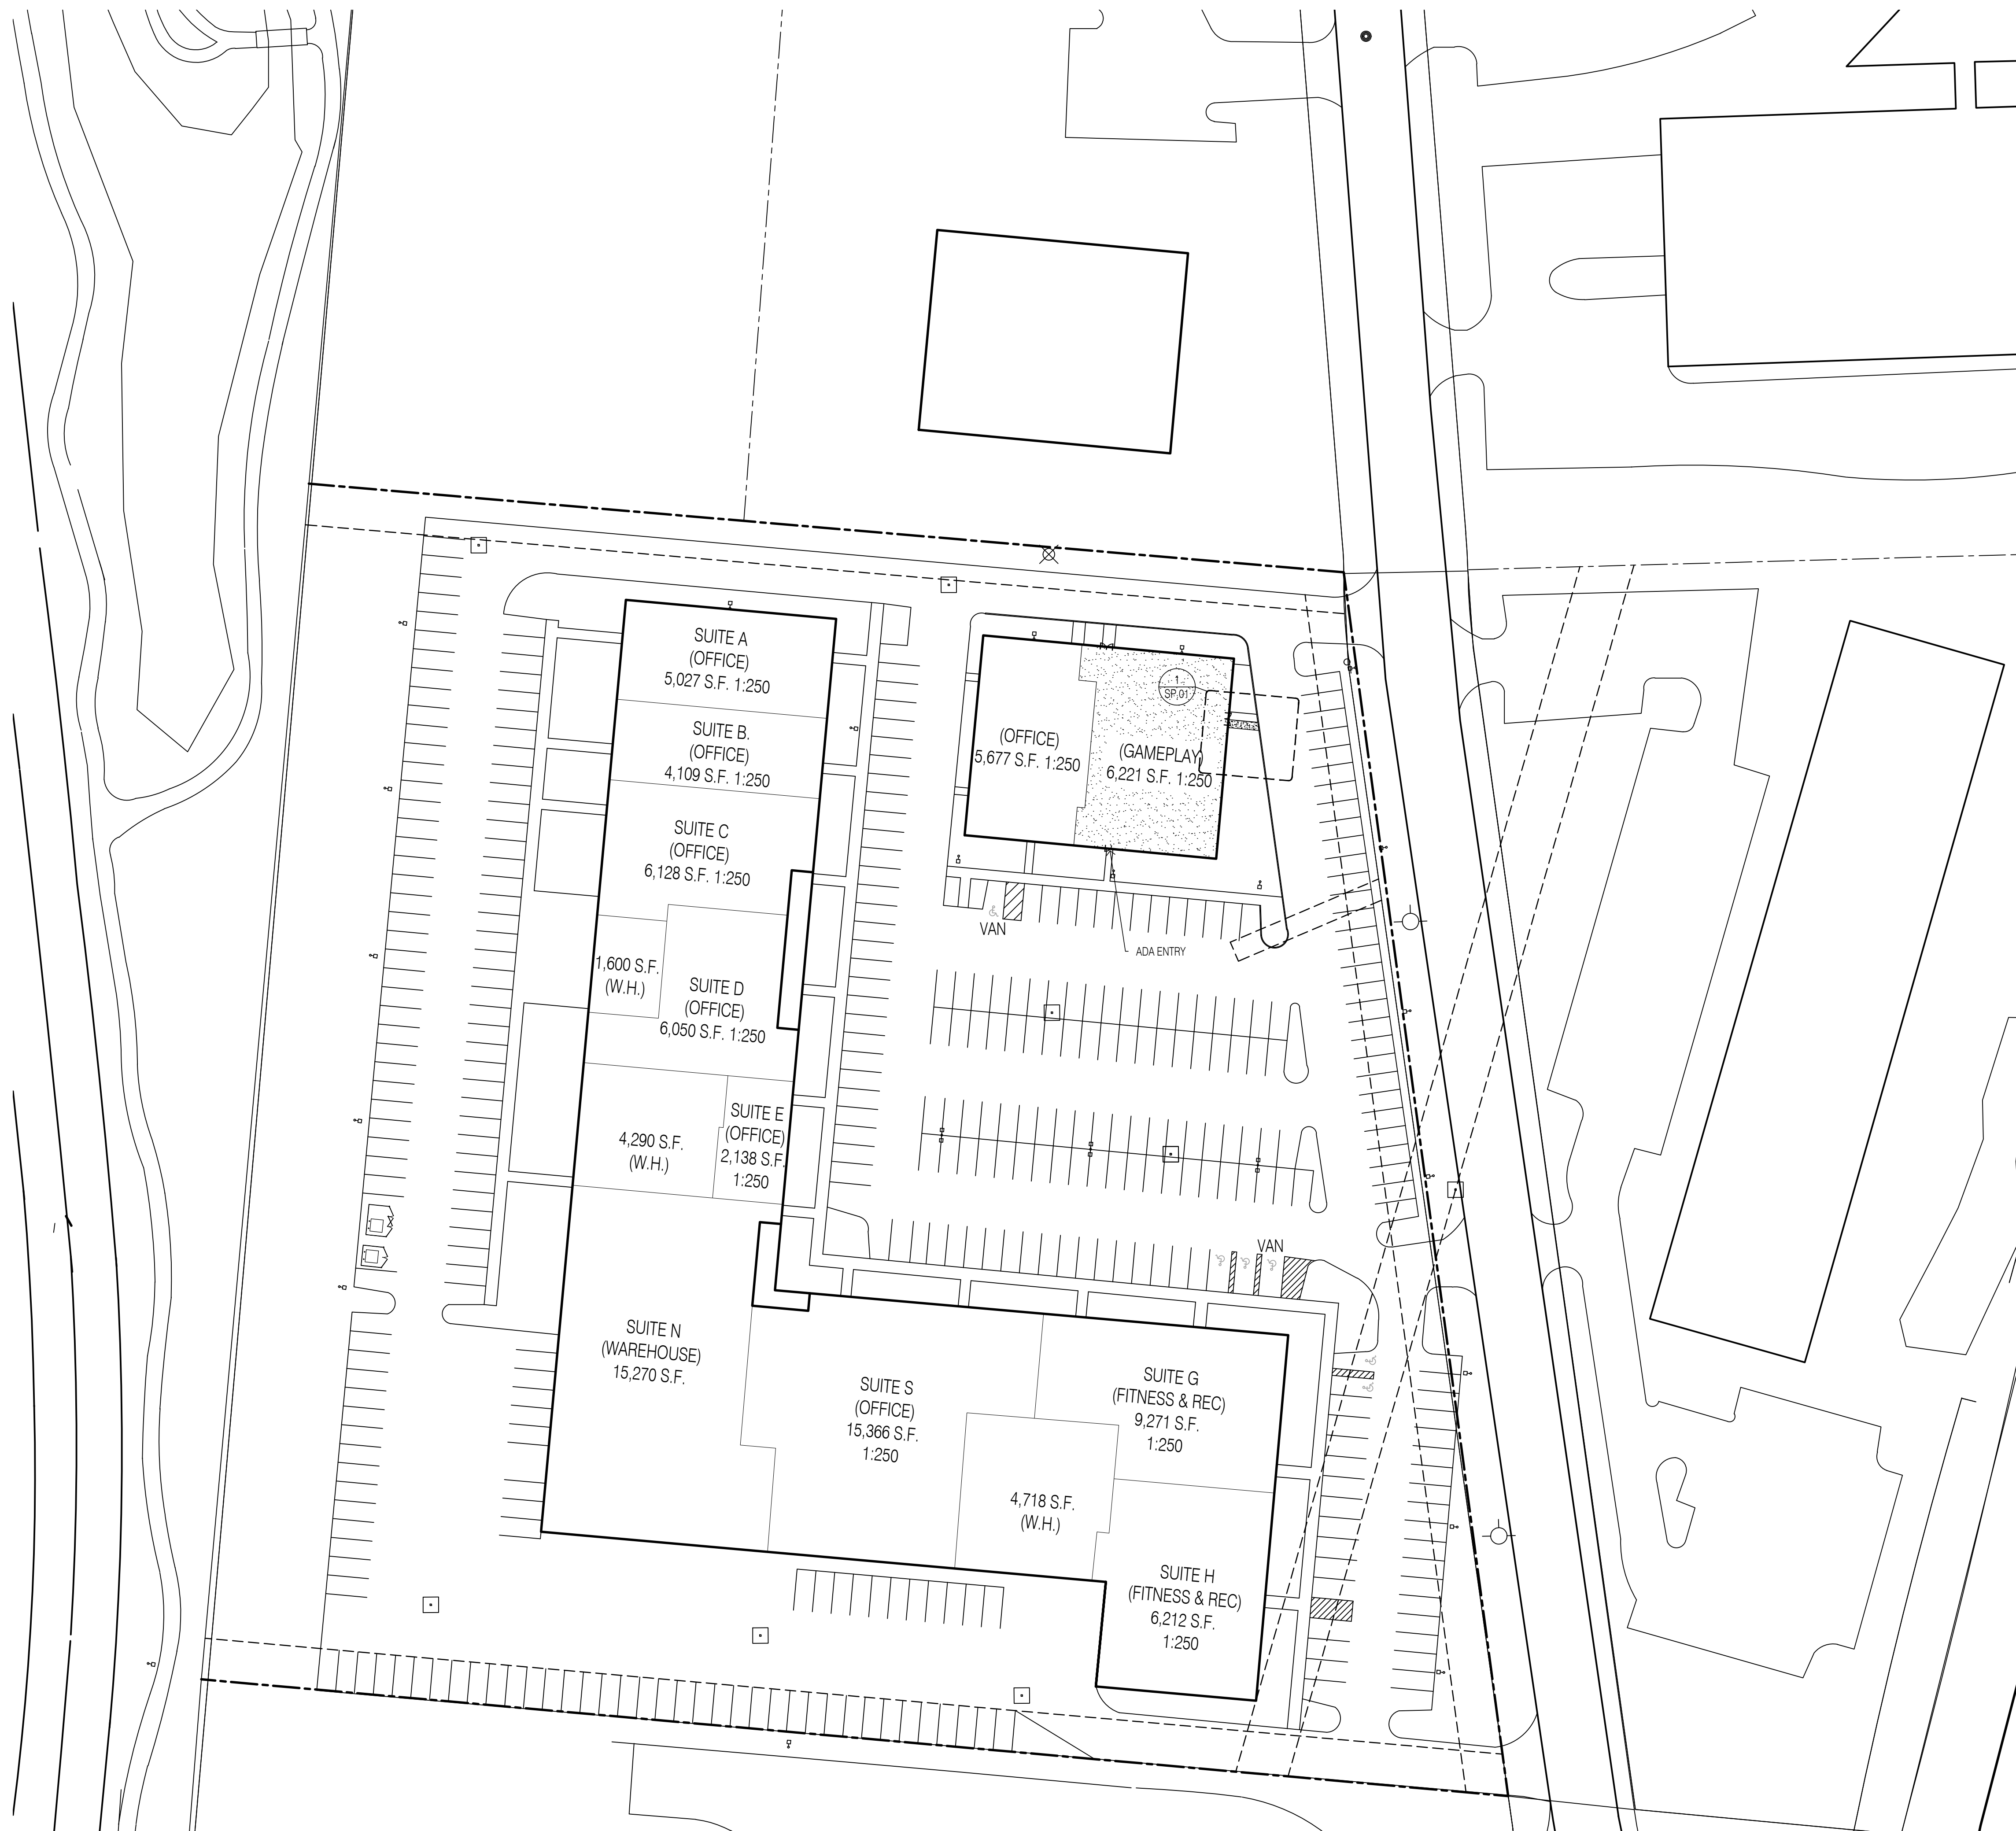 SUITE A
(OFFICE)
5,027 S.F. 1:250
SUITE B.
(OFFICE)
4,109 S.F. 1:250
SUITE C
(OFFICE)
6,128 S.F. 1:250
1,600 S.F.
(W.H.)
SUITE D
(OFFICE)
6,050 S.F. 1:250
4,290 S.F.
(W.H.)
SUITE E
(OFFICE)
2,138 S.F.
1:250
SUITE N
(WAREHOUSE)
15,270 S.F.
SUITE S
(OFFICE)
15,366 S.F.
1:250
4,718 S.F.
(W.H.)
SUITE G
(FITNESS & REC)
9,271 S.F.
1:250
SUITE H
(FITNESS & REC)
6,212 S.F.
1:250
(OFFICE)
5,677 S.F. 1:250
1
SP.01
(GAMEPLAY)
6,221 S.F. 1:250
VAN
ADA ENTRY
VAN